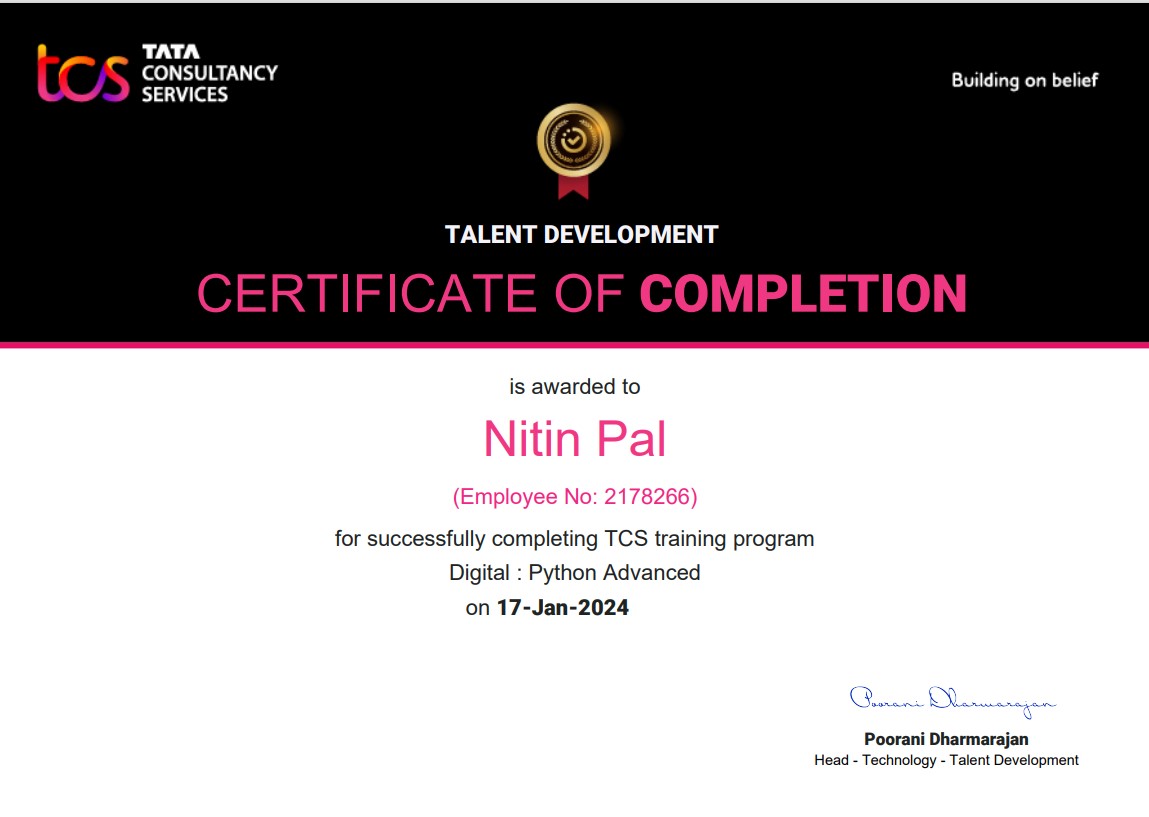 tcs TATA
CONSULTANCY
SERVICES
Building on belief
TALENT DEVELOPMENT
CERTIFICATE OF COMPLETION
is awarded to
Nitin Pal
(Employee No: 2178266)
for successfully completing TCS training program
Digital : Python Advanced
on 17-Jan-2024
Poorani Dharmarajan
Poorani Dharmarajan
Head - Technology - Talent Development